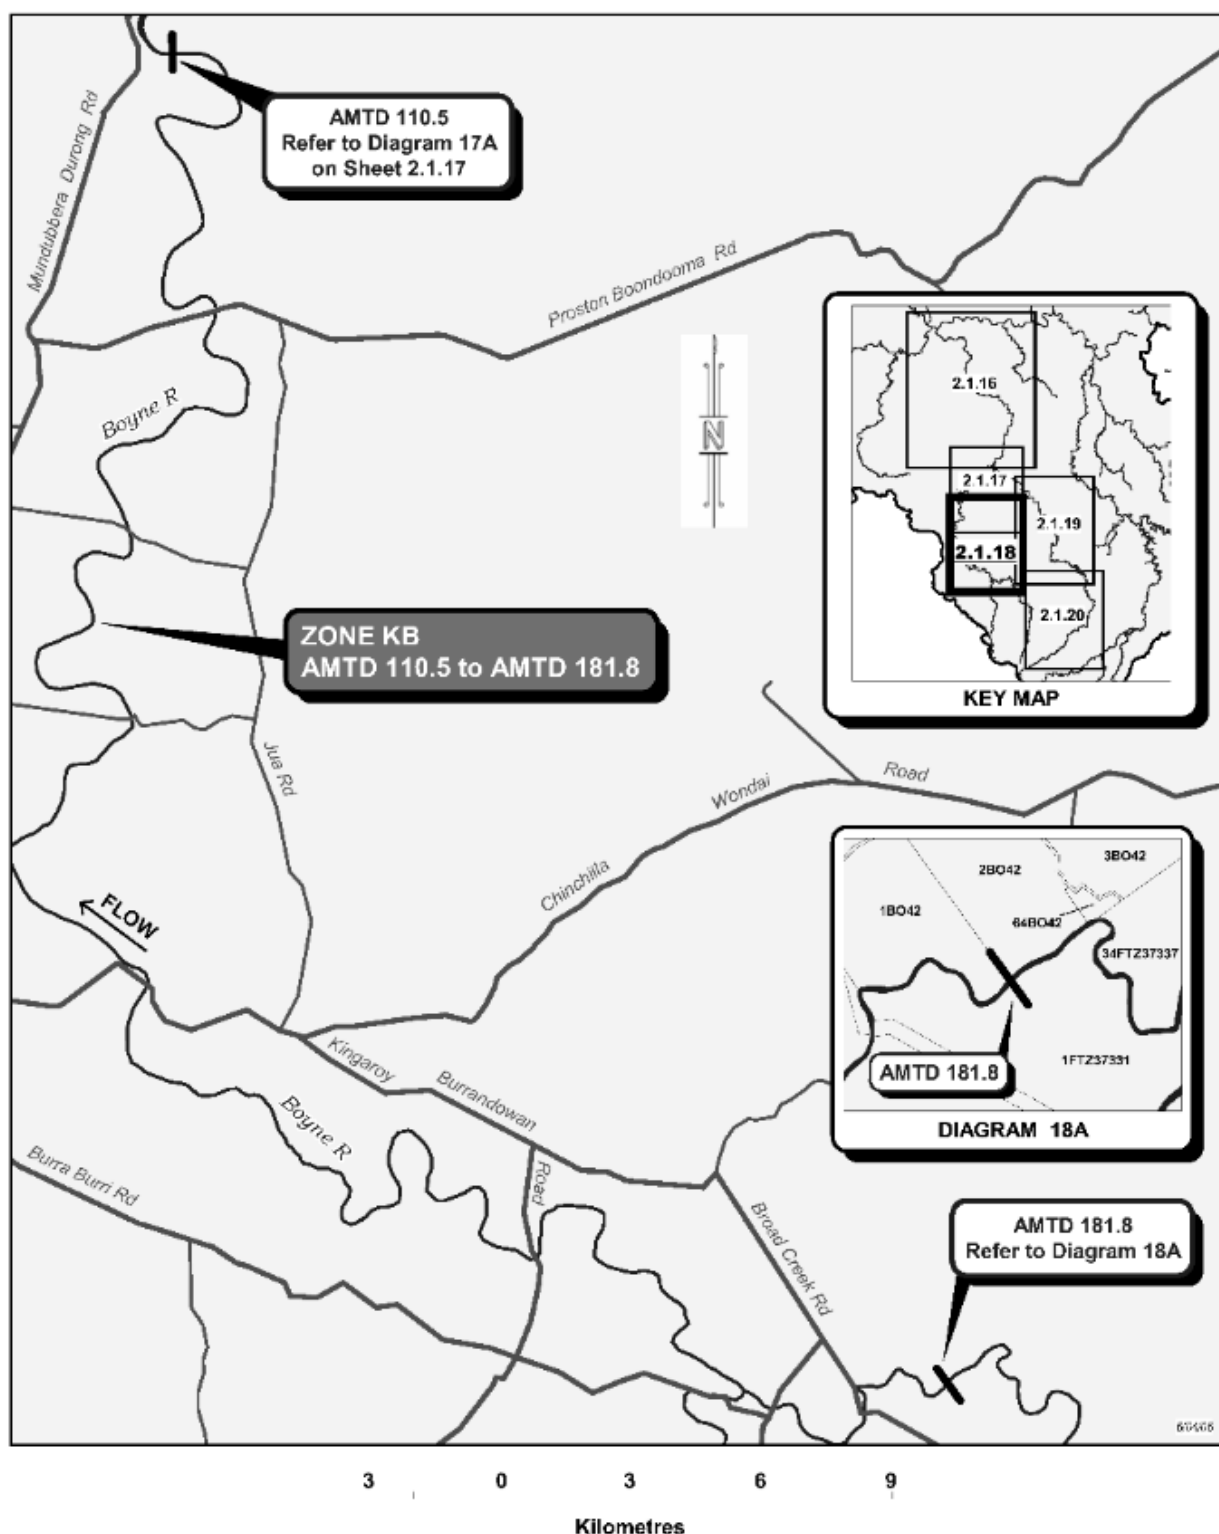 AMTD 110.5
Refer to Diagram 17A
on Sheet 2.1.17
Mundubbera Durong Rd
Proston Boondooma Rd
Boyne R
N
2.1.16
2.1.17
2.1.19
2.1.18
2.1.20
KEY MAP
ZONE KB
AMTD 110.5 to AMTD 181.8
Jua Rd
Chinchilla
Wondai
Road
FLOW
3BO42
2BO42
1BO42
64BO42
34FTZ37337
1FTZ37331
AMTD 181.8
DIAGRAM 18A
Kingaroy
Burrandowan
Road
Boyne R
Burra Burri Rd
Broad Creek Rd
AMTD 181.8
Refer to Diagram 18A
3 0 3 6 9
Kilometres